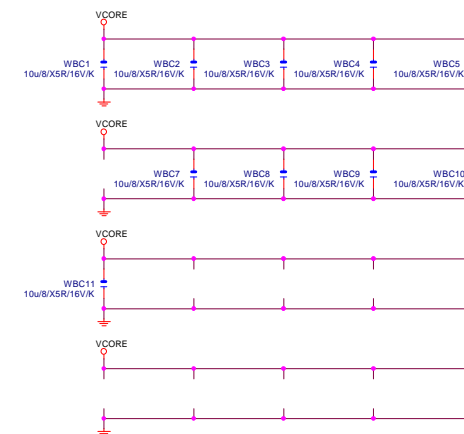 VCORE
WBC1 WBC2 WBC3 WBC4 WBC5
10u/8/X5R/16V/K 10u/8/X5R/16V/K 10u/8/X5R/16V/K 10u/8/X5R/16V/K 10u/8/X5R/16V/K
VCORE
WBC7 WBC8 WBC9 WBC10
10u/8/X5R/16V/K 10u/8/X5R/16V/K 10u/8/X5R/16V/K 10u/8/X5R/16V/K
VCORE
WBC11
10u/8/X5R/16V/K
VCORE